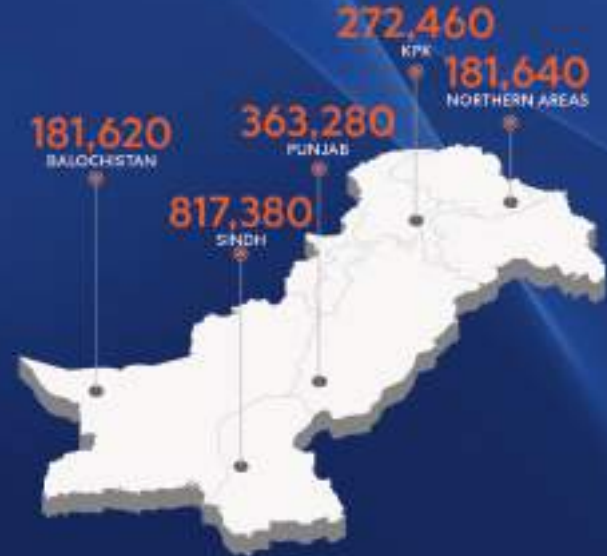 272,460
KPK
181,640
NORTHERN AREAS
181,620
BALOCHISTAN
363,280
PUNJAB
817,380
SINDH